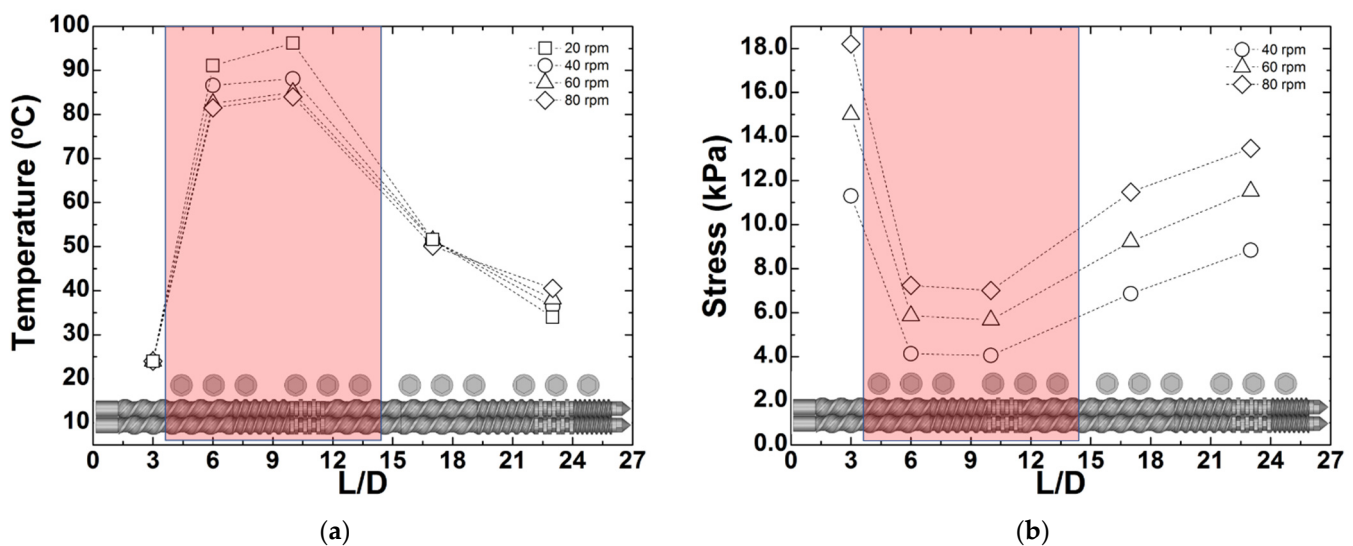 100
90
80
70
60
50
40
30
20
10
Temperature (ºC)
20 rpm
40 rpm
60 rpm
80 rpm
0 3 6 9 12 15 18 21 24 27
L/D
(a)
18.0
16.0
14.0
12.0
10.0
8.0
6.0
4.0
2.0
0.0
Stress (kPa)
40 rpm
60 rpm
80 rpm
0 3 6 9 12 15 18 21 24 27
L/D
(b)